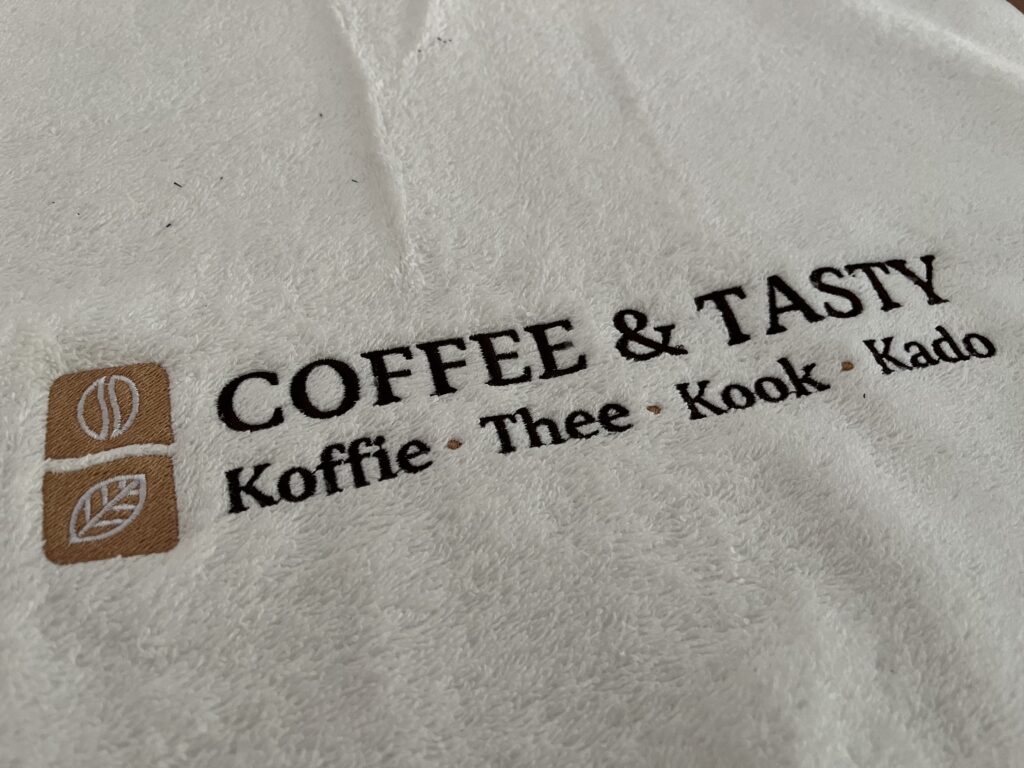 COFFEE & TASTY
Koffie · Thee · Kook · Kado